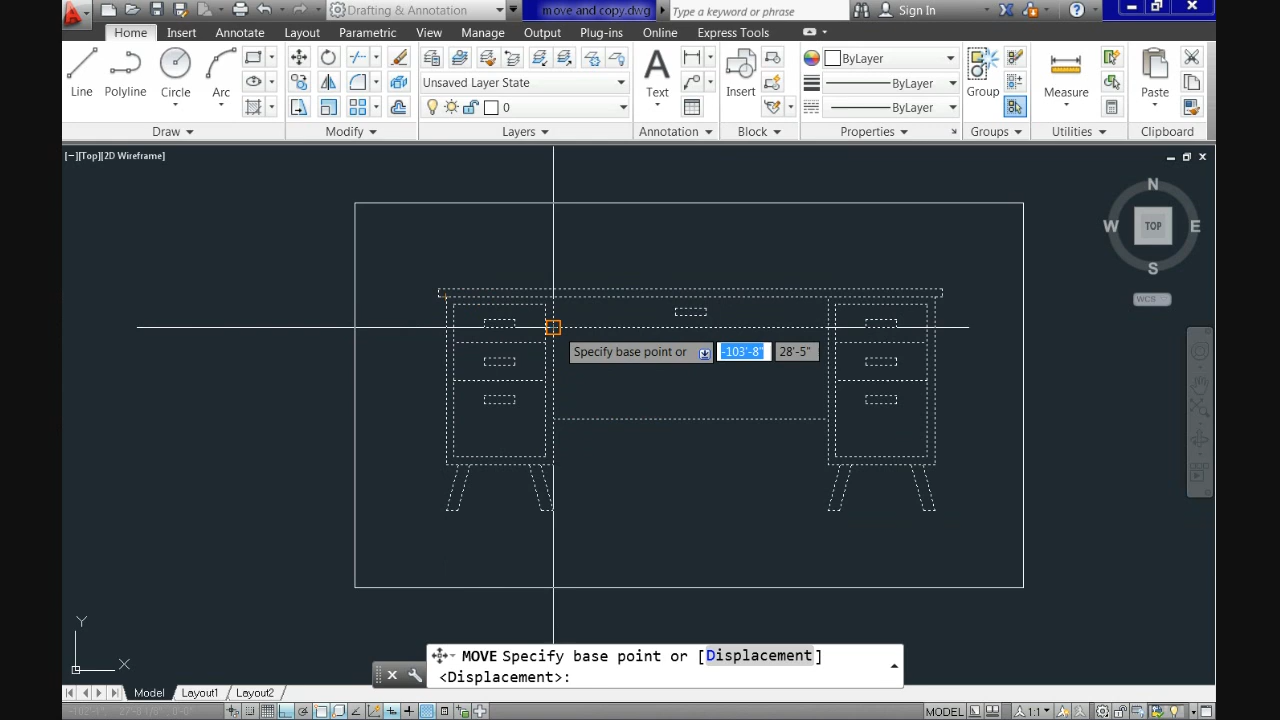 Drafting & Annotation
move and copy.dwg
Type a keyword or phrase
Sign In
Home Insert Annotate Layout Parametric View Manage Output Plug-ins Online Express Tools
Unsaved Layer State
0
Line Polyline Circle Arc
Text
Insert
ByLayer
ByLayer
ByLayer
Group
Measure
Paste
Draw Modify Layers Annotation Block Properties Groups Utilities Clipboard
[−][Top][2D Wireframe]
N
W TOP E
S
WCS
Specify base point or -103'-8" 28'-5"
Y
X
MOVE Specify base point or [Displacement]
<Displacement>:
Model Layout1 Layout2
MODEL 1:1